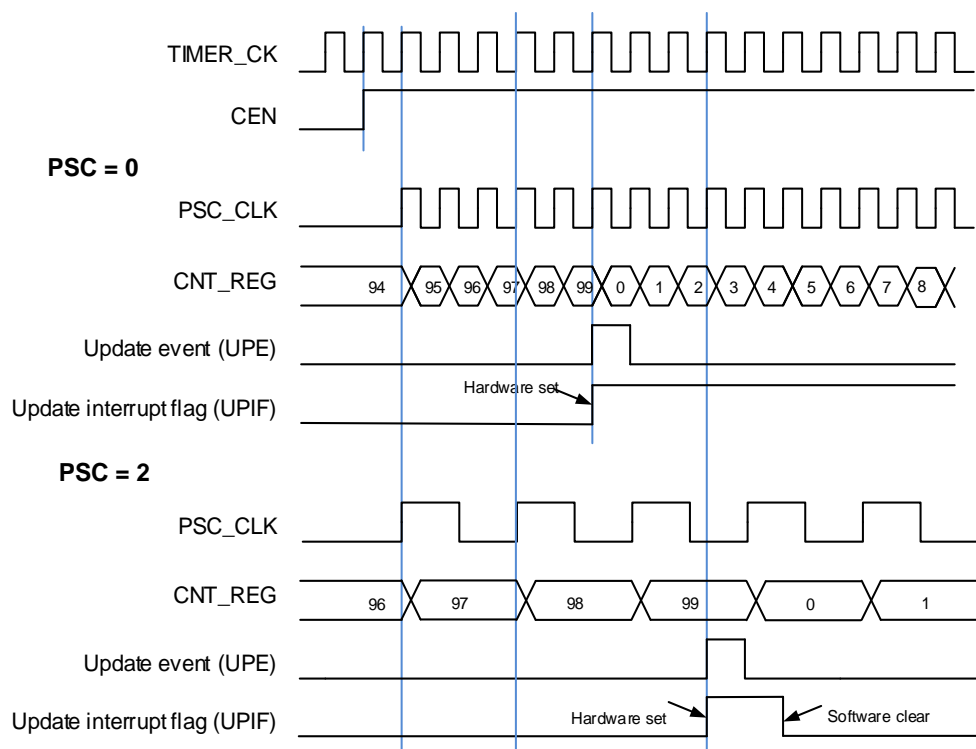 TIMER_CK
CEN
PSC = 0
PSC_CLK
CNT_REG 94 95 96 97 98 99 0 1 2 3 4 5 6 7 8
Update event (UPE)
Hardware set
Update interrupt flag (UPIF)
PSC = 2
PSC_CLK
CNT_REG 96 97 98 99 0 1
Update event (UPE)
Update interrupt flag (UPIF) Hardware set Software clear